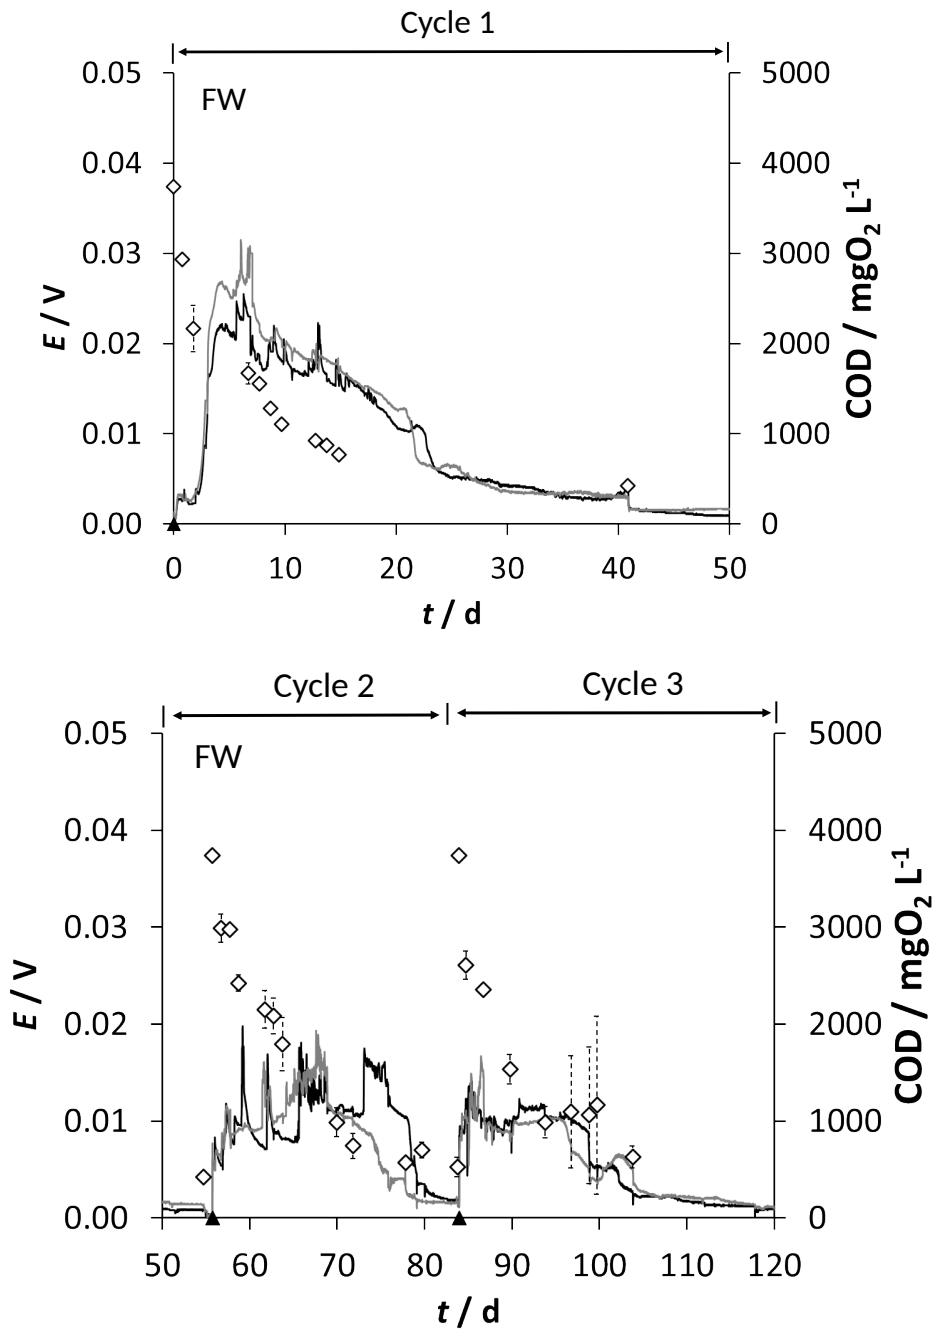 Cycle 1
0.05 5000
FW
0.04 4000
0.03 3000
0.02 2000
0.01 1000
0.00 0
E / V
COD / mgO₂ L⁻¹
0 10 20 30 40 50
t / d
Cycle 2 Cycle 3
0.05 5000
FW
0.04 4000
0.03 3000
0.02 2000
0.01 1000
0.00 0
E / V
COD / mgO₂ L⁻¹
50 60 70 80 90 100 110 120
t / d